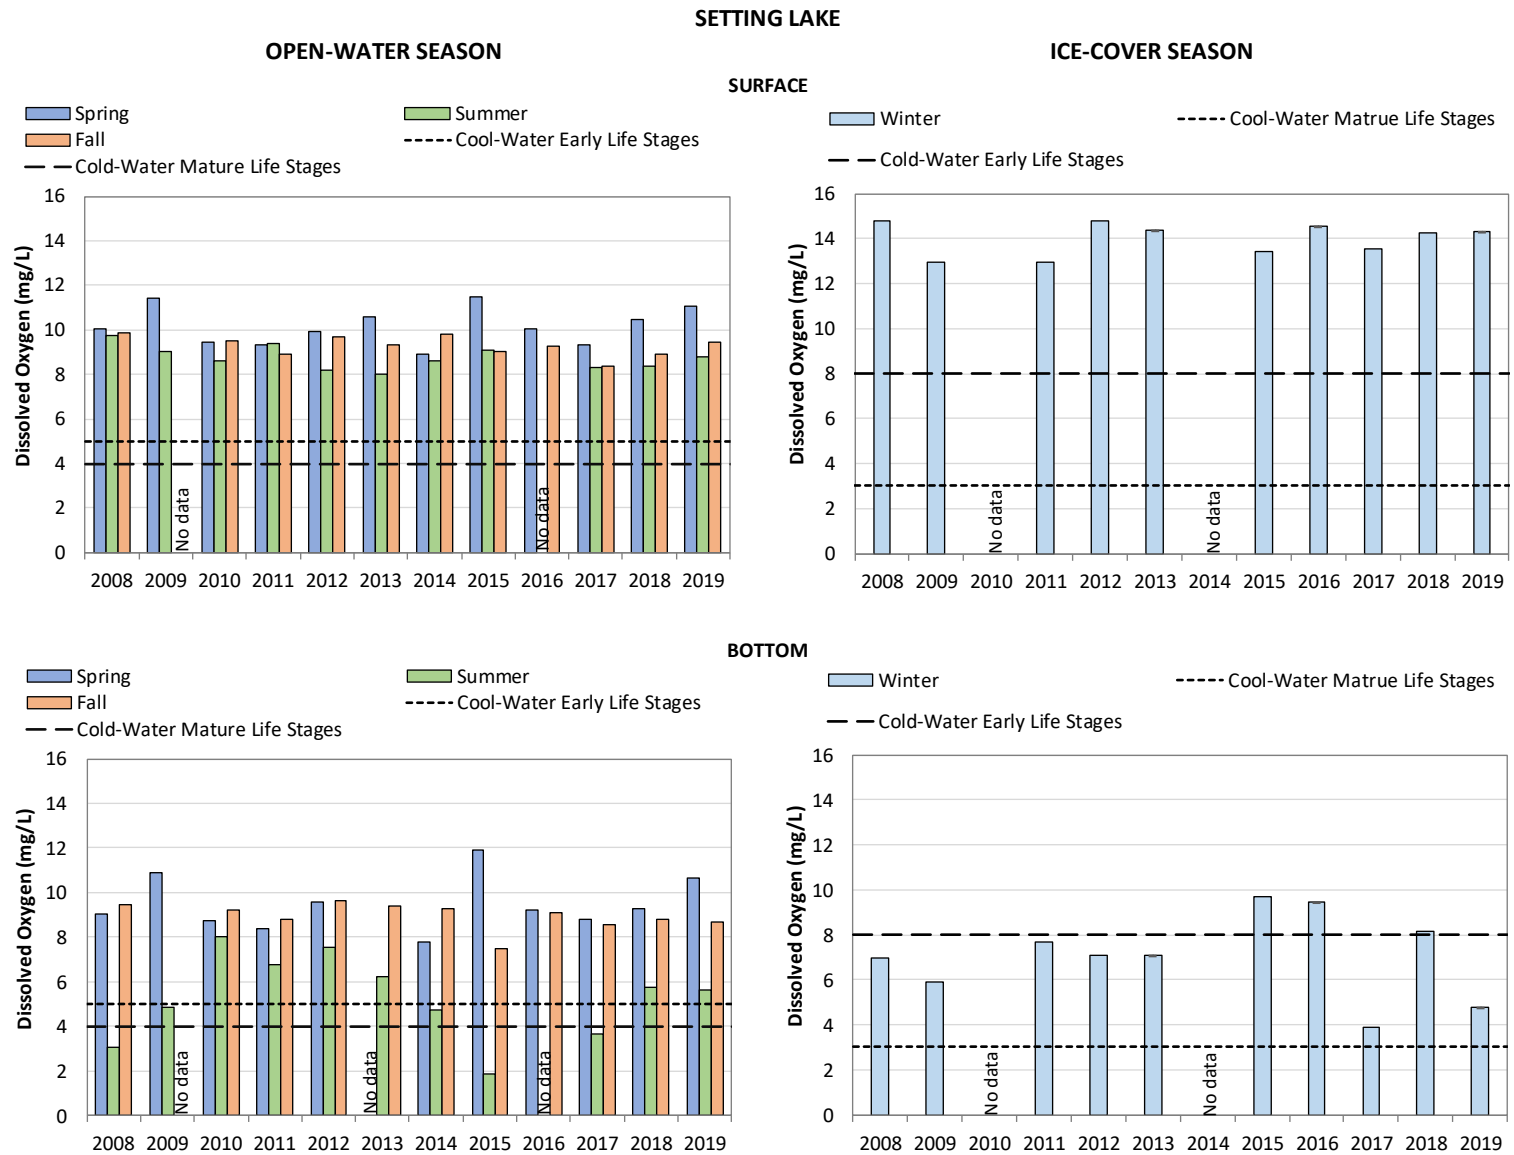 SETTING LAKE
OPEN-WATER SEASON
ICE-COVER SEASON
SURFACE
Spring
Summer
Fall
Cool-Water Early Life Stages
Cold-Water Mature Life Stages
Dissolved Oxygen (mg/L)
16
14
12
10
8
6
4
2
0
No data
No data
2008 2009 2010 2011 2012 2013 2014 2015 2016 2017 2018 2019
Winter
Cool-Water Matrue Life Stages
Cold-Water Early Life Stages
Dissolved Oxygen (mg/L)
16
14
12
10
8
6
4
2
0
No data
No data
2008 2009 2010 2011 2012 2013 2014 2015 2016 2017 2018 2019
BOTTOM
Spring
Summer
Fall
Cool-Water Early Life Stages
Cold-Water Mature Life Stages
Dissolved Oxygen (mg/L)
16
14
12
10
8
6
4
2
0
No data
No data
No data
2008 2009 2010 2011 2012 2013 2014 2015 2016 2017 2018 2019
Winter
Cool-Water Matrue Life Stages
Cold-Water Early Life Stages
Dissolved Oxygen (mg/L)
16
14
12
10
8
6
4
2
0
No data
No data
2008 2009 2010 2011 2012 2013 2014 2015 2016 2017 2018 2019